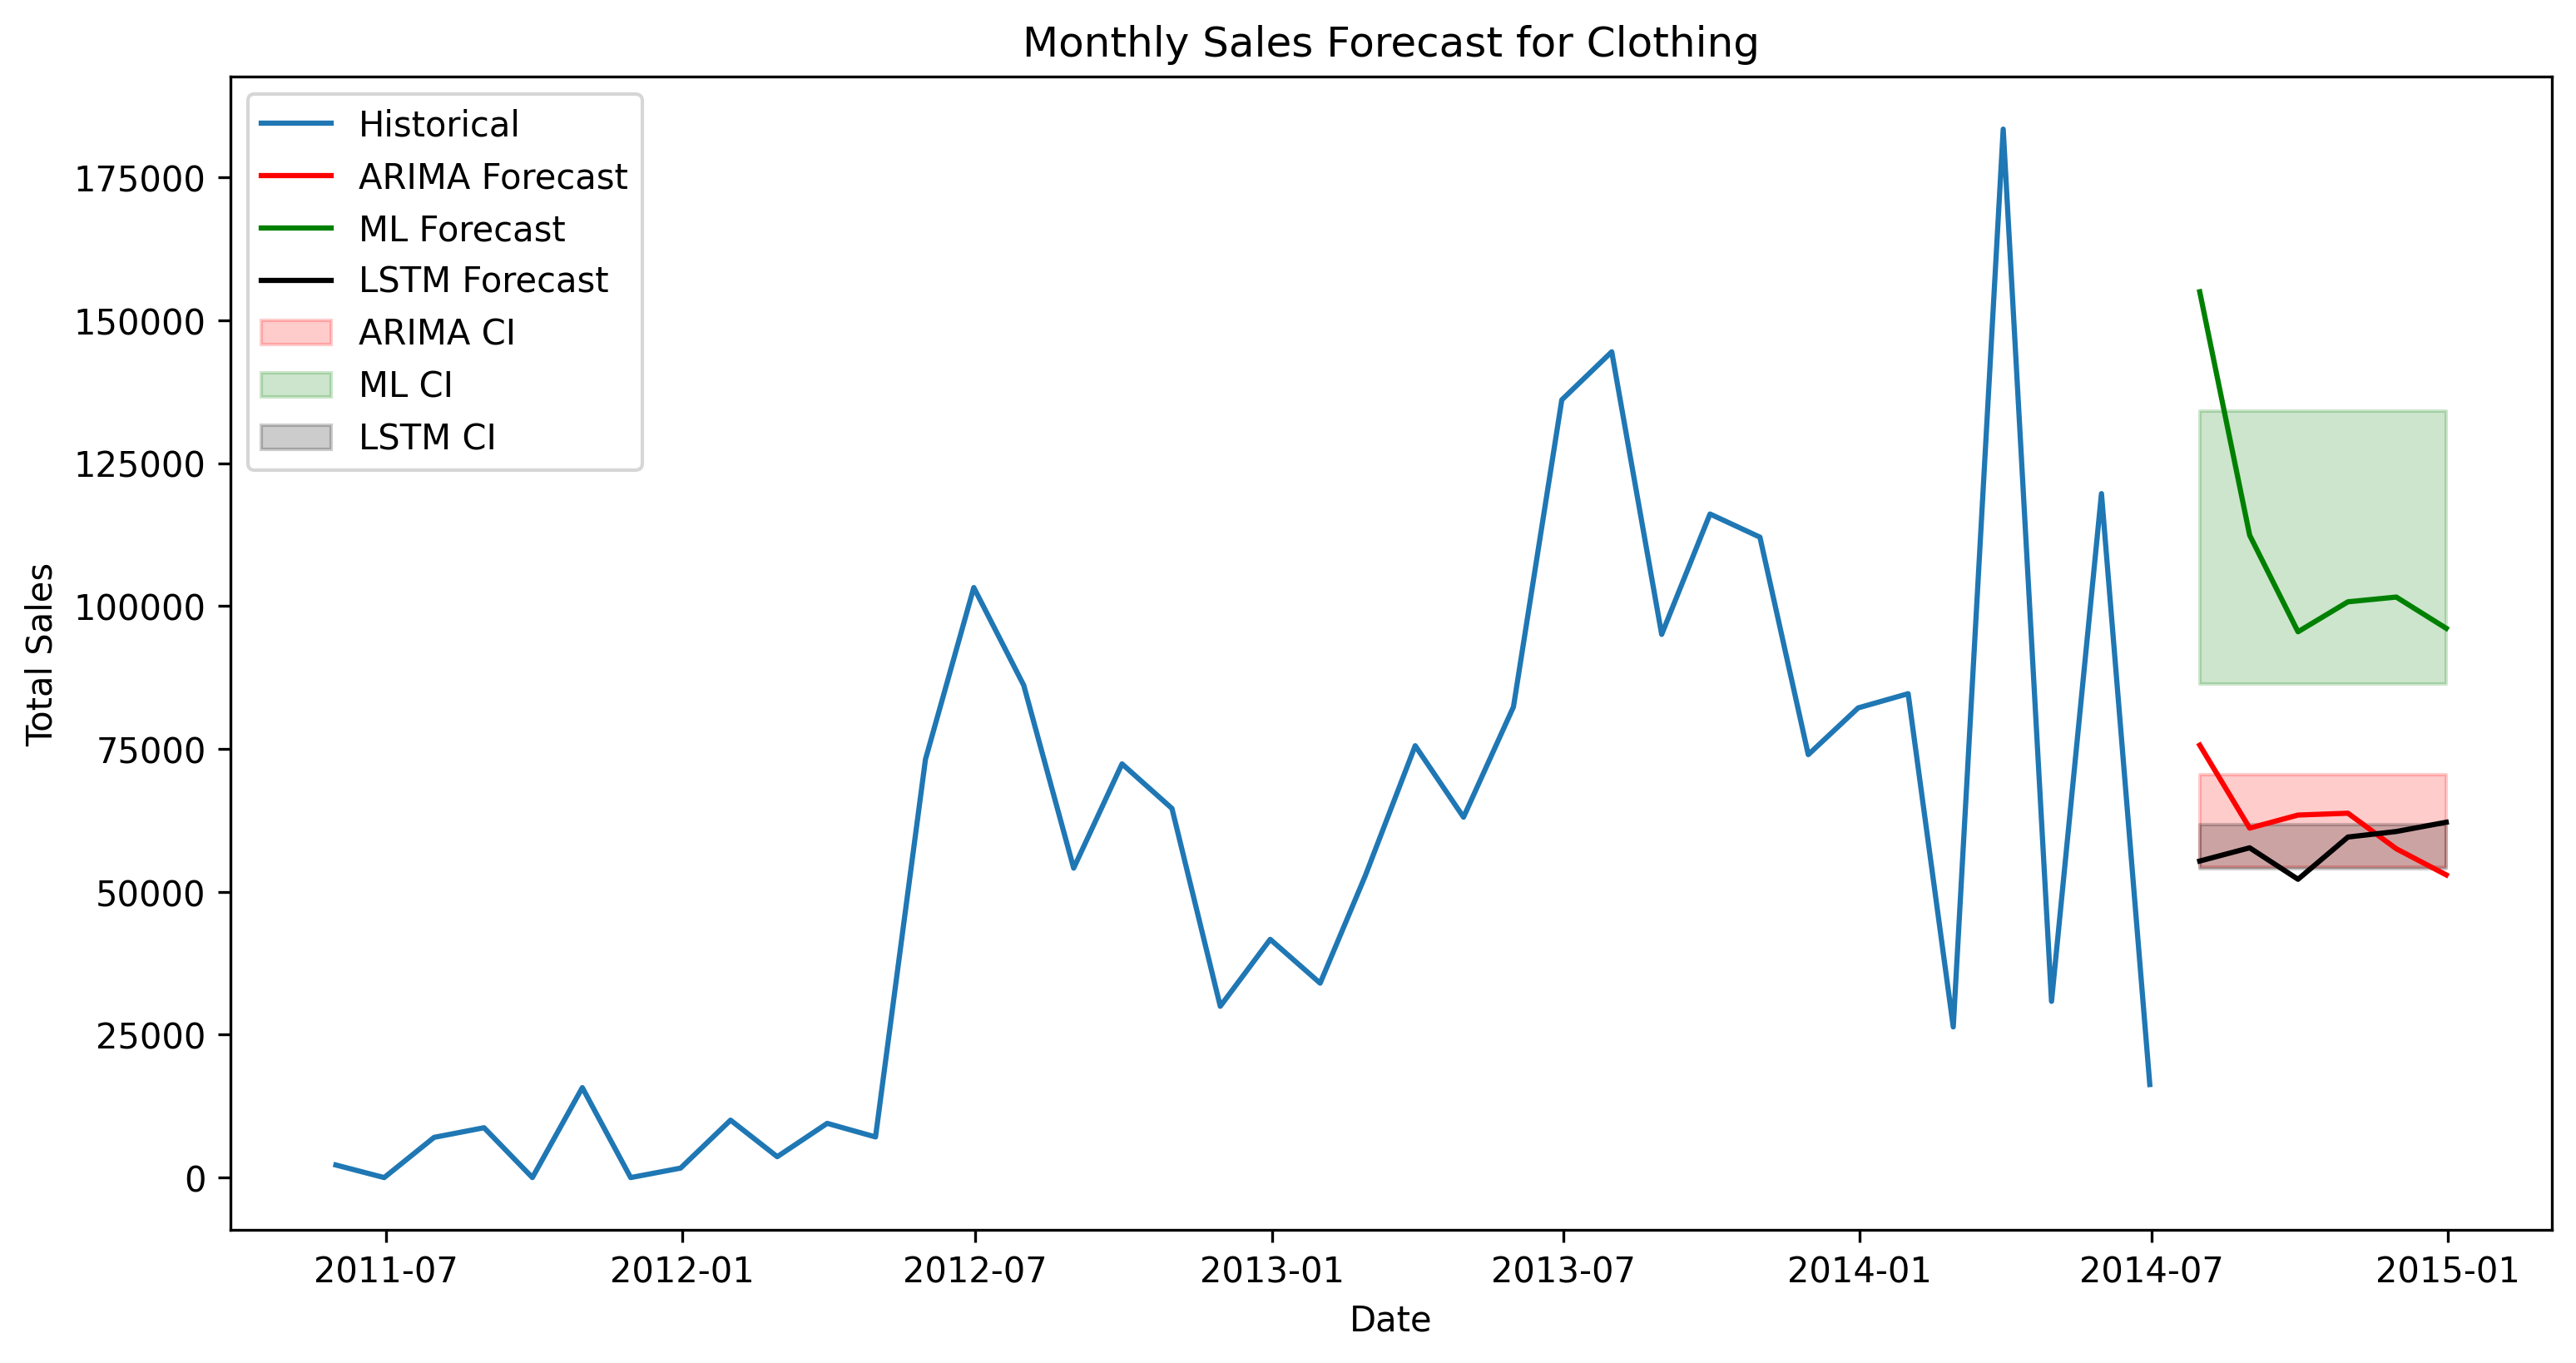 Monthly Sales Forecast for Clothing
Historical
ARIMA Forecast
ML Forecast
LSTM Forecast
ARIMA CI
ML CI
LSTM CI
Total Sales
175000
150000
125000
100000
75000
50000
25000
0
2011-07
2012-01
2012-07
2013-01
2013-07
2014-01
2014-07
2015-01
Date